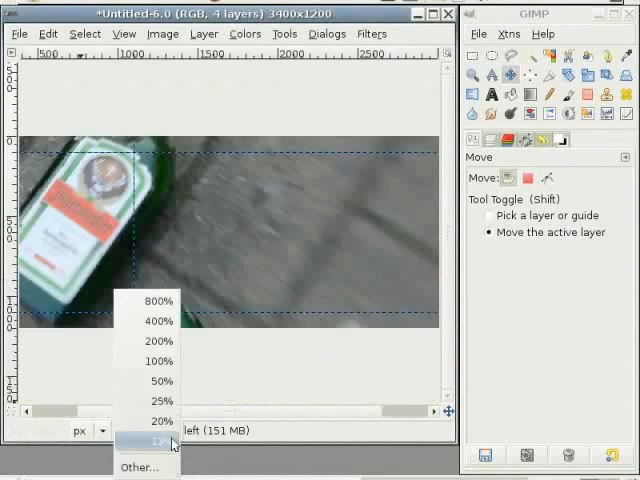 *Untitled-6.0 (RGB, 4 layers) 3400x1200
File Edit Select View Image Layer Colors Tools Dialogs Filters
500 1000 1500 2000 2500
800%
400%
200%
100%
50%
25%
20%
Other...
px
left (151 MB)
GIMP
File Xtns Help
Move
Move:
Tool Toggle (Shift)
Pick a layer or guide
Move the active layer